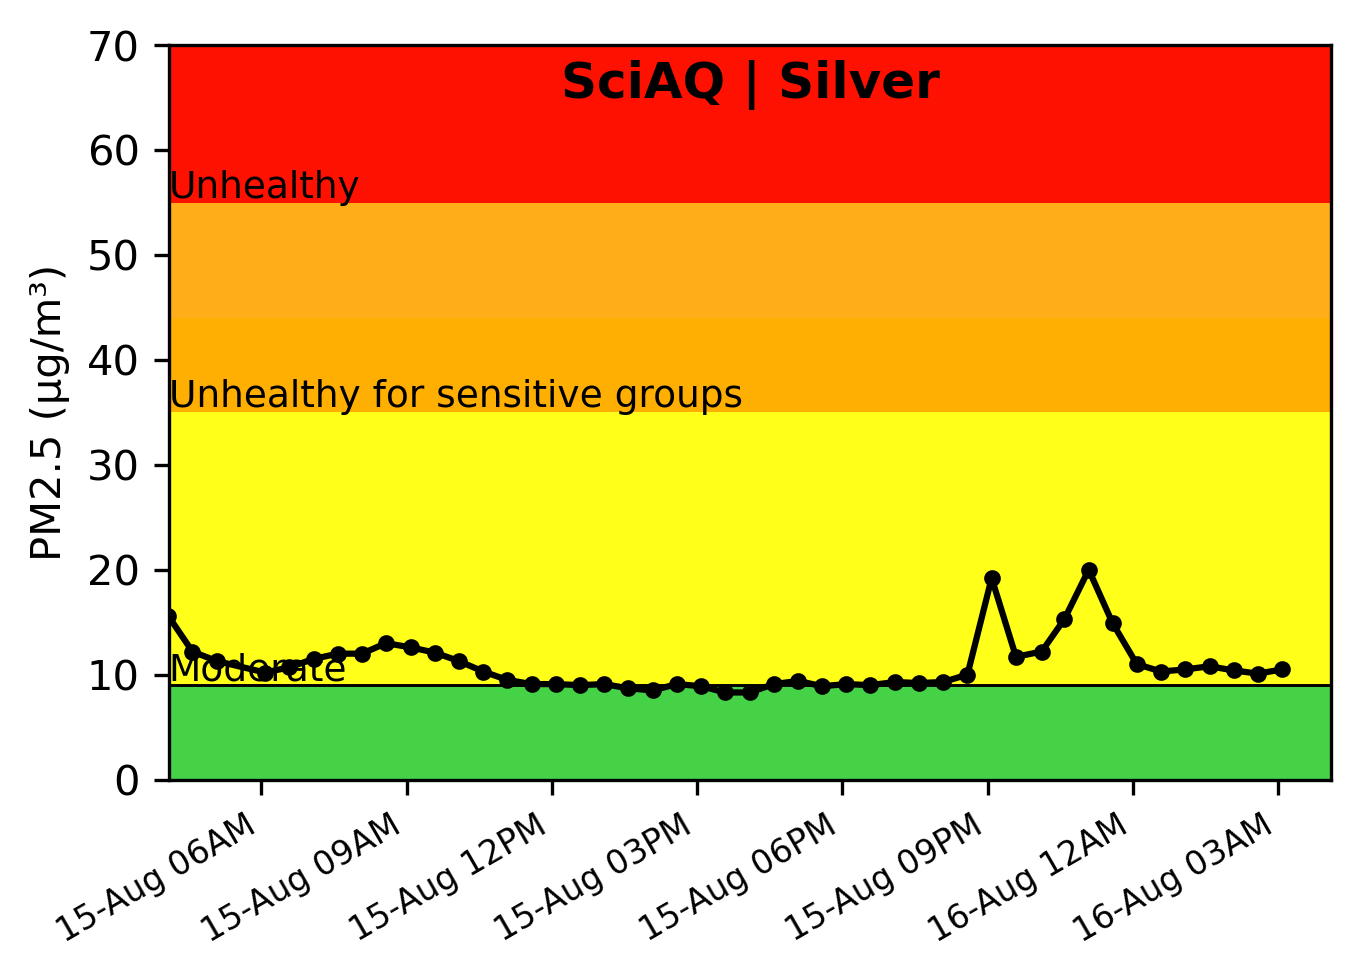 SciAQ | Silver
70
60
50
40
30
20
10
0
PM2.5 (µg/m³)
Unhealthy
Unhealthy for sensitive groups
Moderate
15-Aug 06AM
15-Aug 09AM
15-Aug 12PM
15-Aug 03PM
15-Aug 06PM
15-Aug 09PM
16-Aug 12AM
16-Aug 03AM